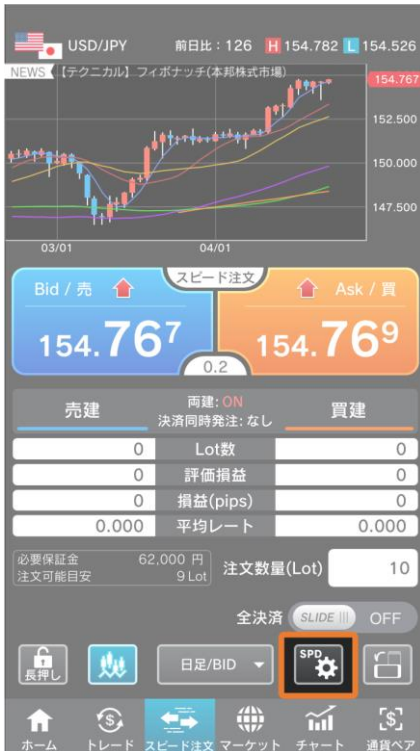 USD/JPY 前日比：126 H 154.782 L 154.526
NEWS 【テクニカル】フィボナッチ(本邦株式市場)
154.767
152.500
150.000
147.500
03/01 04/01
スピード注文
Bid / 売 Ask / 買
154.767 154.769
0.2
売建 両建: ON 買建
決済同時発注: なし
0 Lot数 0
0 評価損益 0
0 損益(pips) 0
0.000 平均レート 0.000
必要保証金 62,000 円
注文可能目安 9 Lot
注文数量(Lot) 10
全決済 SLIDE OFF
長押し 日足/BID SPD
ホーム トレード スピード注文 マーケット チャート 通貨ペア